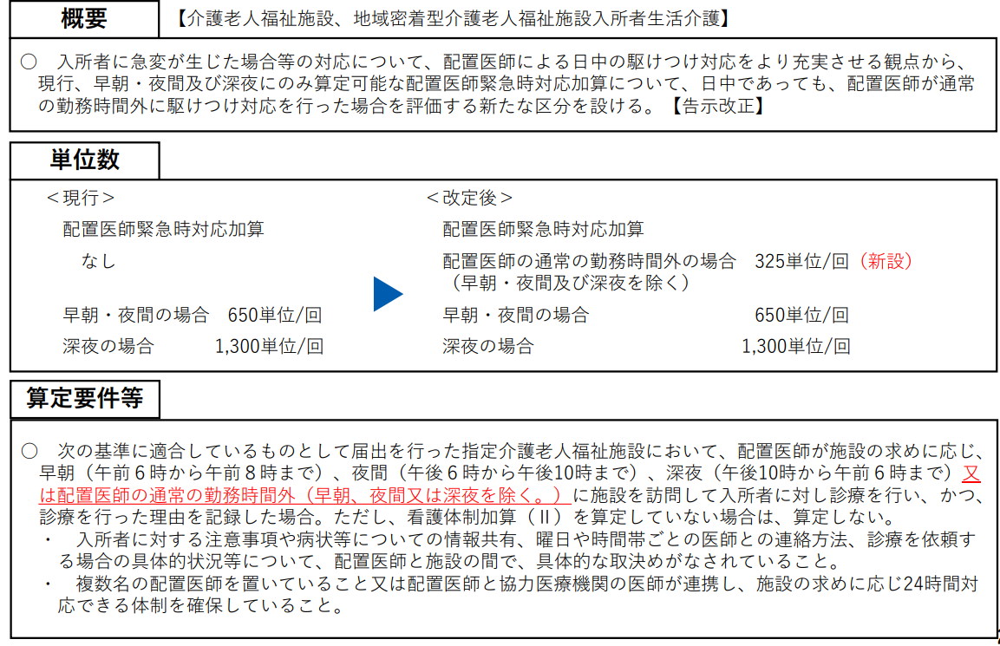 概要
【介護老人福祉施設、地域密着型介護老人福祉施設入所者生活介護】
○　入所者に急変が生じた場合等の対応について、配置医師による日中の駆けつけ対応をより充実させる観点から、
現行、早朝・夜間及び深夜にのみ算定可能な配置医師緊急時対応加算について、日中であっても、配置医師が通常
の勤務時間外に駆けつけ対応を行った場合を評価する新たな区分を設ける。【告示改正】
単位数
＜現行＞
配置医師緊急時対応加算
なし
早朝・夜間の場合　650単位/回
深夜の場合　1,300単位/回
＜改定後＞
配置医師緊急時対応加算
配置医師の通常の勤務時間外の場合　325単位/回（新設）
（早朝・夜間及び深夜を除く）
早朝・夜間の場合　650単位/回
深夜の場合　1,300単位/回
算定要件等
○　次の基準に適合しているものとして届出を行った指定介護老人福祉施設において、配置医師が施設の求めに応じ、
早朝（午前６時から午前８時まで）、夜間（午後６時から午後10時まで）、深夜（午後10時から午前６時まで）又
は配置医師の通常の勤務時間外（早朝、夜間又は深夜を除く。）に施設を訪問して入所者に対し診療を行い、かつ、
診療を行った理由を記録した場合。ただし、看護体制加算（Ⅱ）を算定していない場合は、算定しない。
・　入所者に対する注意事項や病状等についての情報共有、曜日や時間帯ごとの医師との連絡方法、診療を依頼す
る場合の具体的状況等について、配置医師と施設の間で、具体的な取決めがなされていること。
・　複数名の配置医師を置いていること又は配置医師と協力医療機関の医師が連携し、施設の求めに応じ24時間対
応できる体制を確保していること。